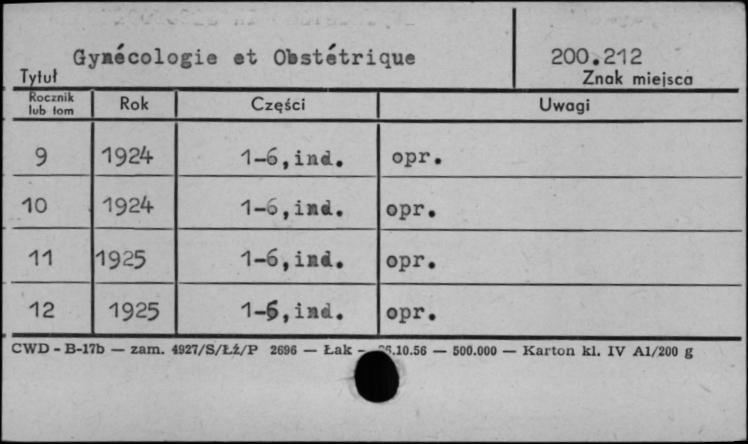 Gynécologie et Obstétrique 200.212
Tytuł Znak miejsca
Rocznik lub tom Rok Części Uwagi
9 1924 1-6,ind. opr.
10 1924 1-6,ind. opr.
11 1925 1-6,ind. opr.
12 1925 1-6,ind. opr.
CWD - B-17b — zam. 4927/S/Łż/P 2696 — Łak — .10.56 — 500.000 — Karton kl. IV A1/200 g